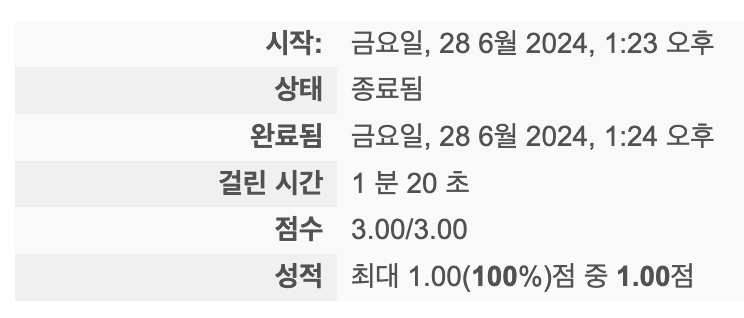 시작: 금요일, 28 6월 2024, 1:23 오후
상태 종료됨
완료됨 금요일, 28 6월 2024, 1:24 오후
걸린 시간 1 분 20 초
점수 3.00/3.00
성적 최대 1.00(100%)점 중 1.00점